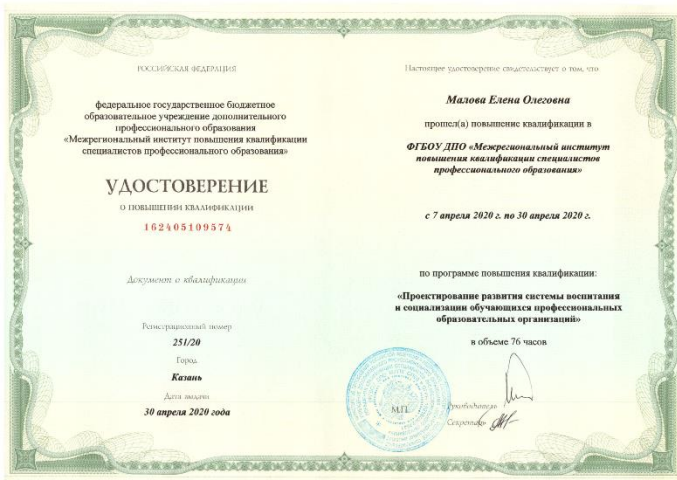 РОССИЙСКАЯ ФЕДЕРАЦИЯ
федеральное государственное бюджетное
образовательное учреждение дополнительного
профессионального образования
«Межрегиональный институт повышения квалификации
специалистов профессионального образования»
УДОСТОВЕРЕНИЕ
О ПОВЫШЕНИИ КВАЛИФИКАЦИИ
162405109574
Документ о квалификации
Регистрационный номер
251/20
Город
Казань
Дата выдачи
30 апреля 2020 года
Настоящее удостоверение свидетельствует о том, что
Малова Елена Олеговна
прошел(а) повышение квалификации в
ФГБОУ ДПО «Межрегиональный институт
повышения квалификации специалистов
профессионального образования»
с 7 апреля 2020 г. по 30 апреля 2020 г.
по программе повышения квалификации:
«Проектирование развития системы воспитания
и социализации обучающихся профессиональных
образовательных организаций»
в объеме 76 часов
М.П.
Руководитель
Секретарь